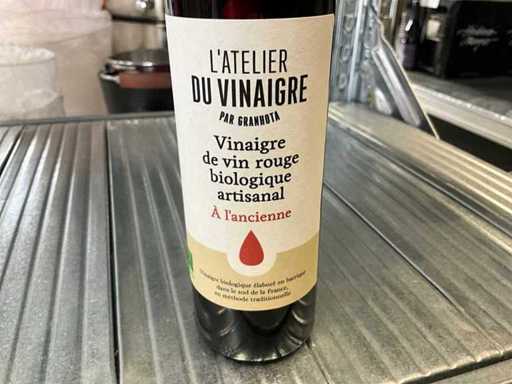 L'ATELIER
DU VINAIGRE
PAR GRANHOTA
Vinaigre
de vin rouge
biologique
artisanal
À l'ancienne
Vinaigre biologique élaboré en barrique
dans le sud de la France,
en méthode traditionnelle